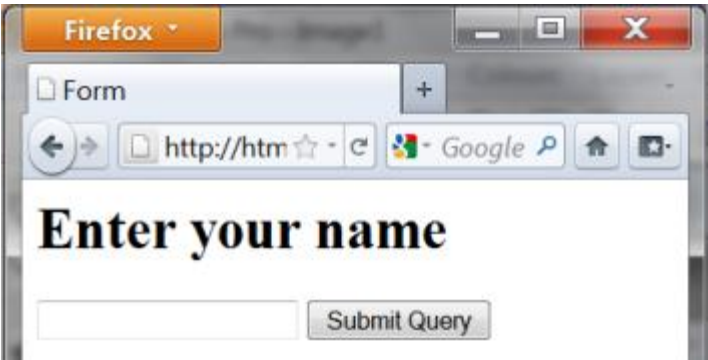 Firefox
Form
http://htm
Google
Enter your name
Submit Query